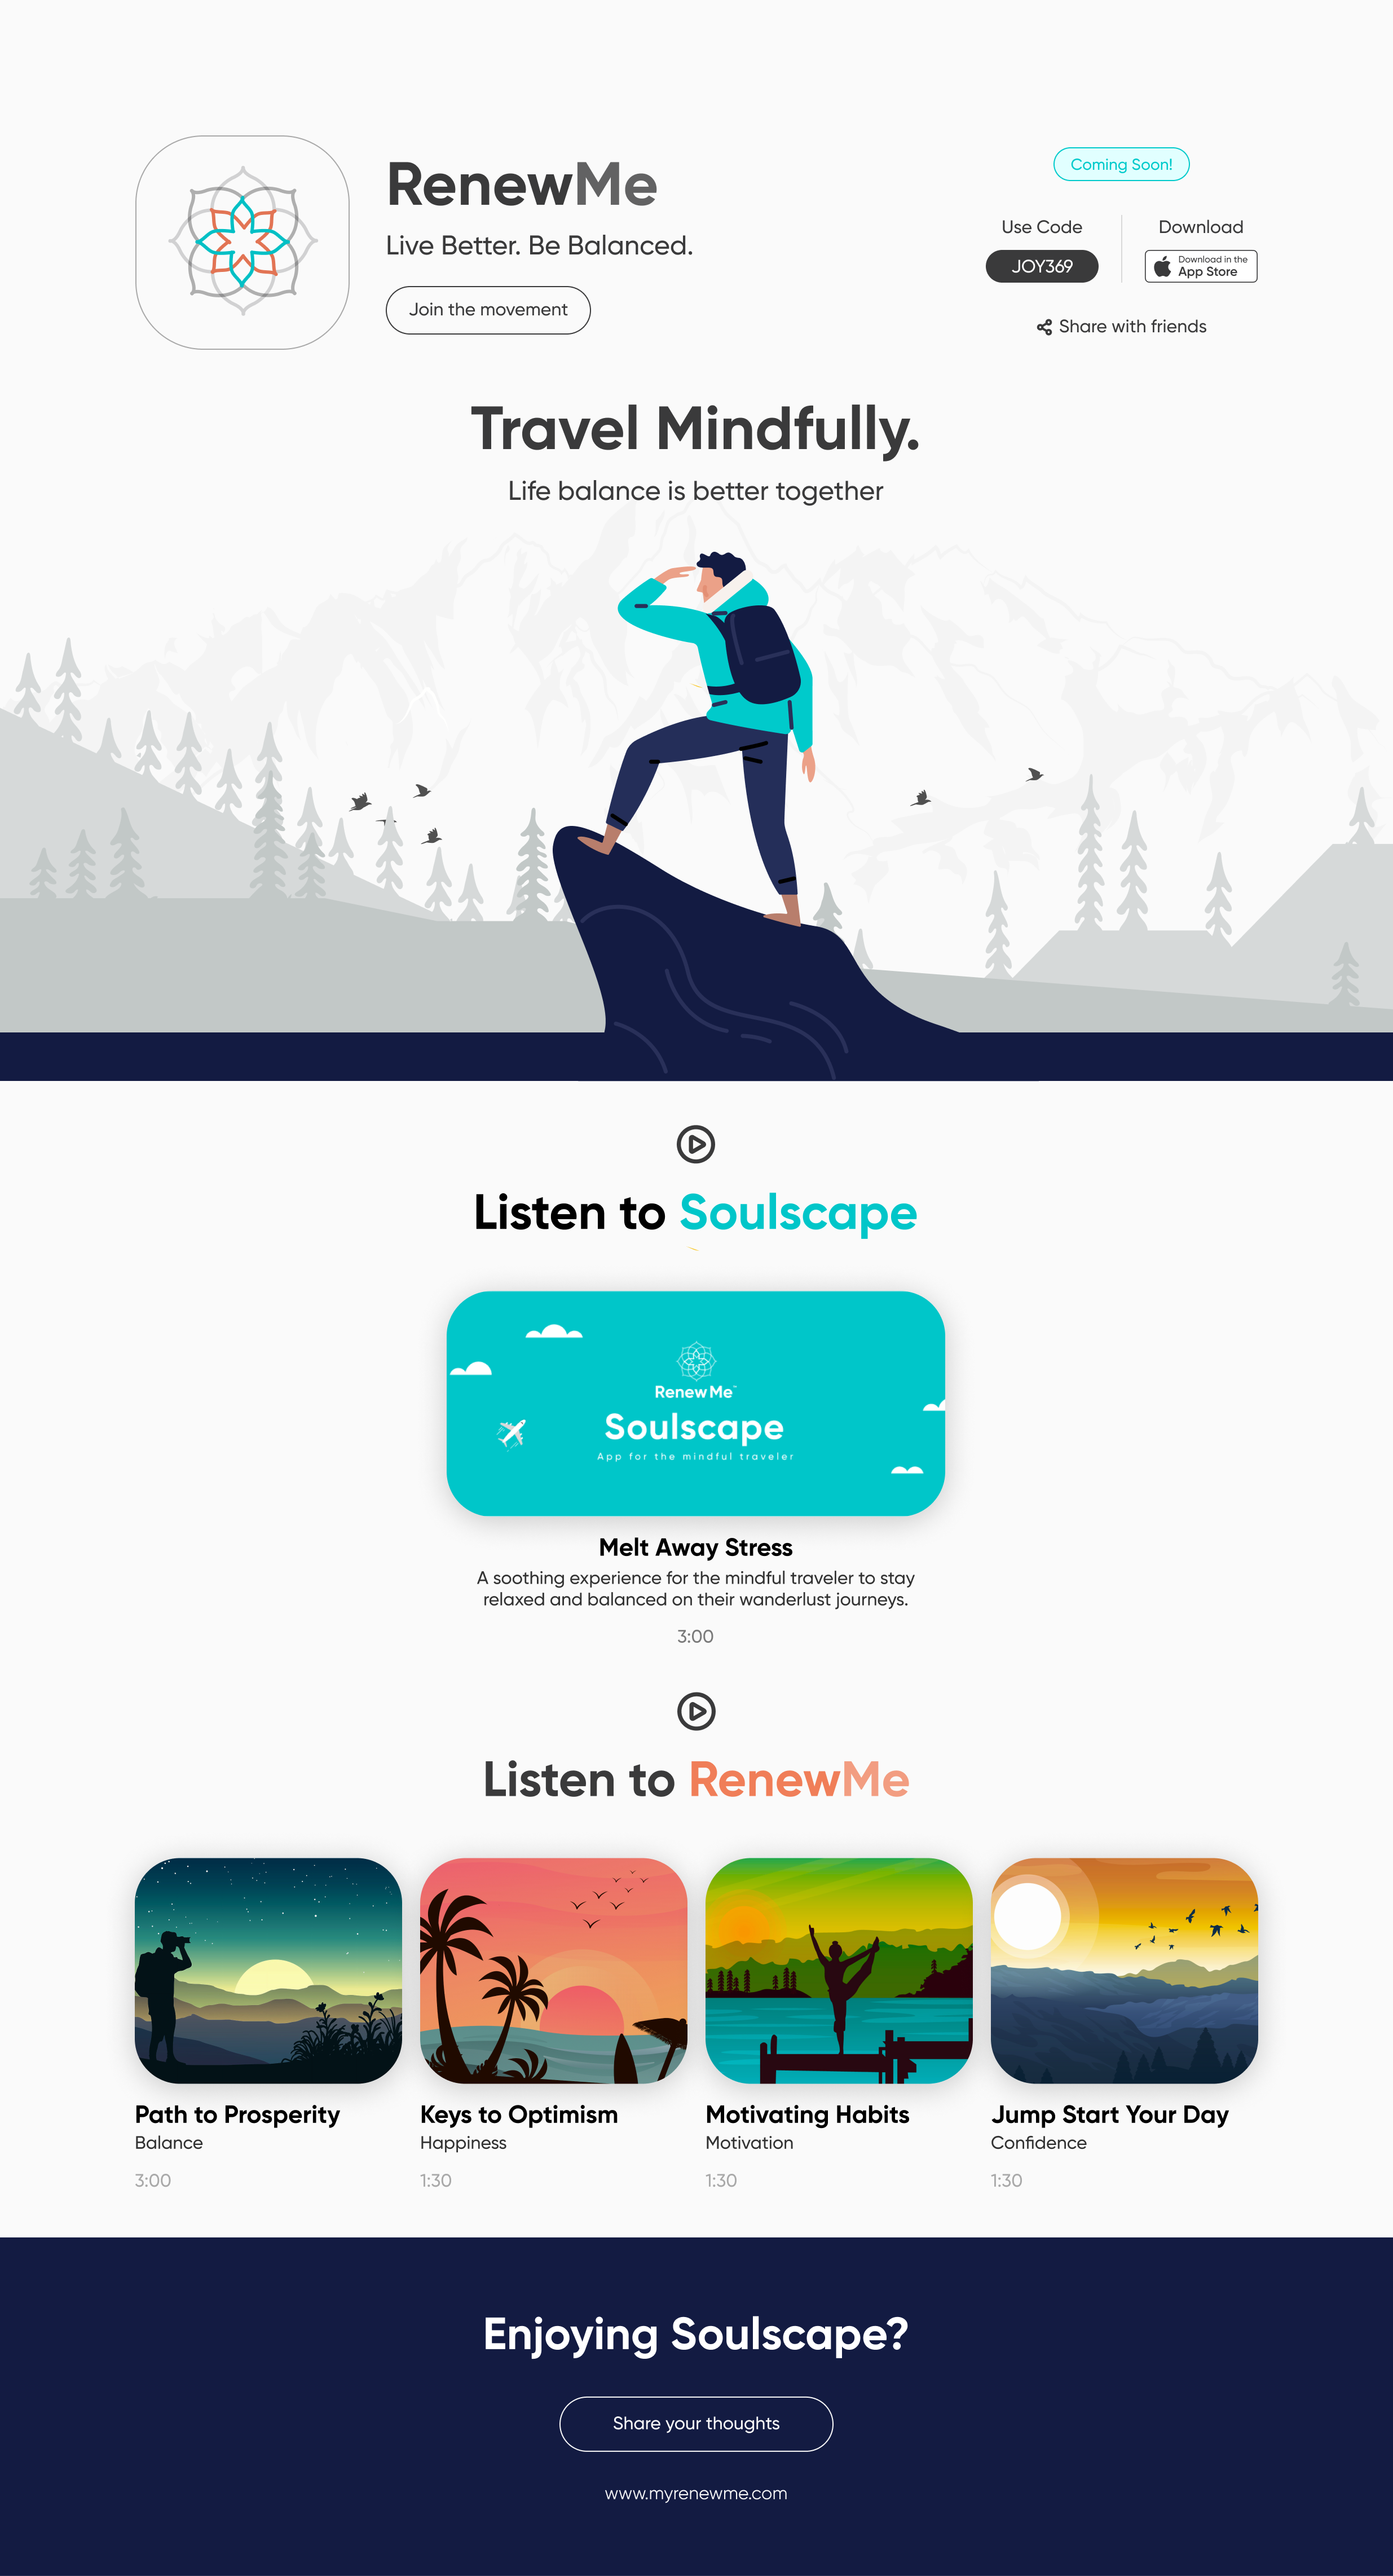 RenewMe
Live Better. Be Balanced.
Join the movement
Coming Soon!
Use Code
JOY369
Download
Download in the
App Store
Share with friends
Travel Mindfully.
Life balance is better together
Listen to Soulscape
RenewMe™
Soulscape
App for the mindful traveler
Melt Away Stress
A soothing experience for the mindful traveler to stay
relaxed and balanced on their wanderlust journeys.
3:00
Listen to RenewMe
Path to Prosperity
Balance
3:00
Keys to Optimism
Happiness
1:30
Motivating Habits
Motivation
1:30
Jump Start Your Day
Confidence
1:30
Enjoying Soulscape?
Share your thoughts
www.myrenewme.com